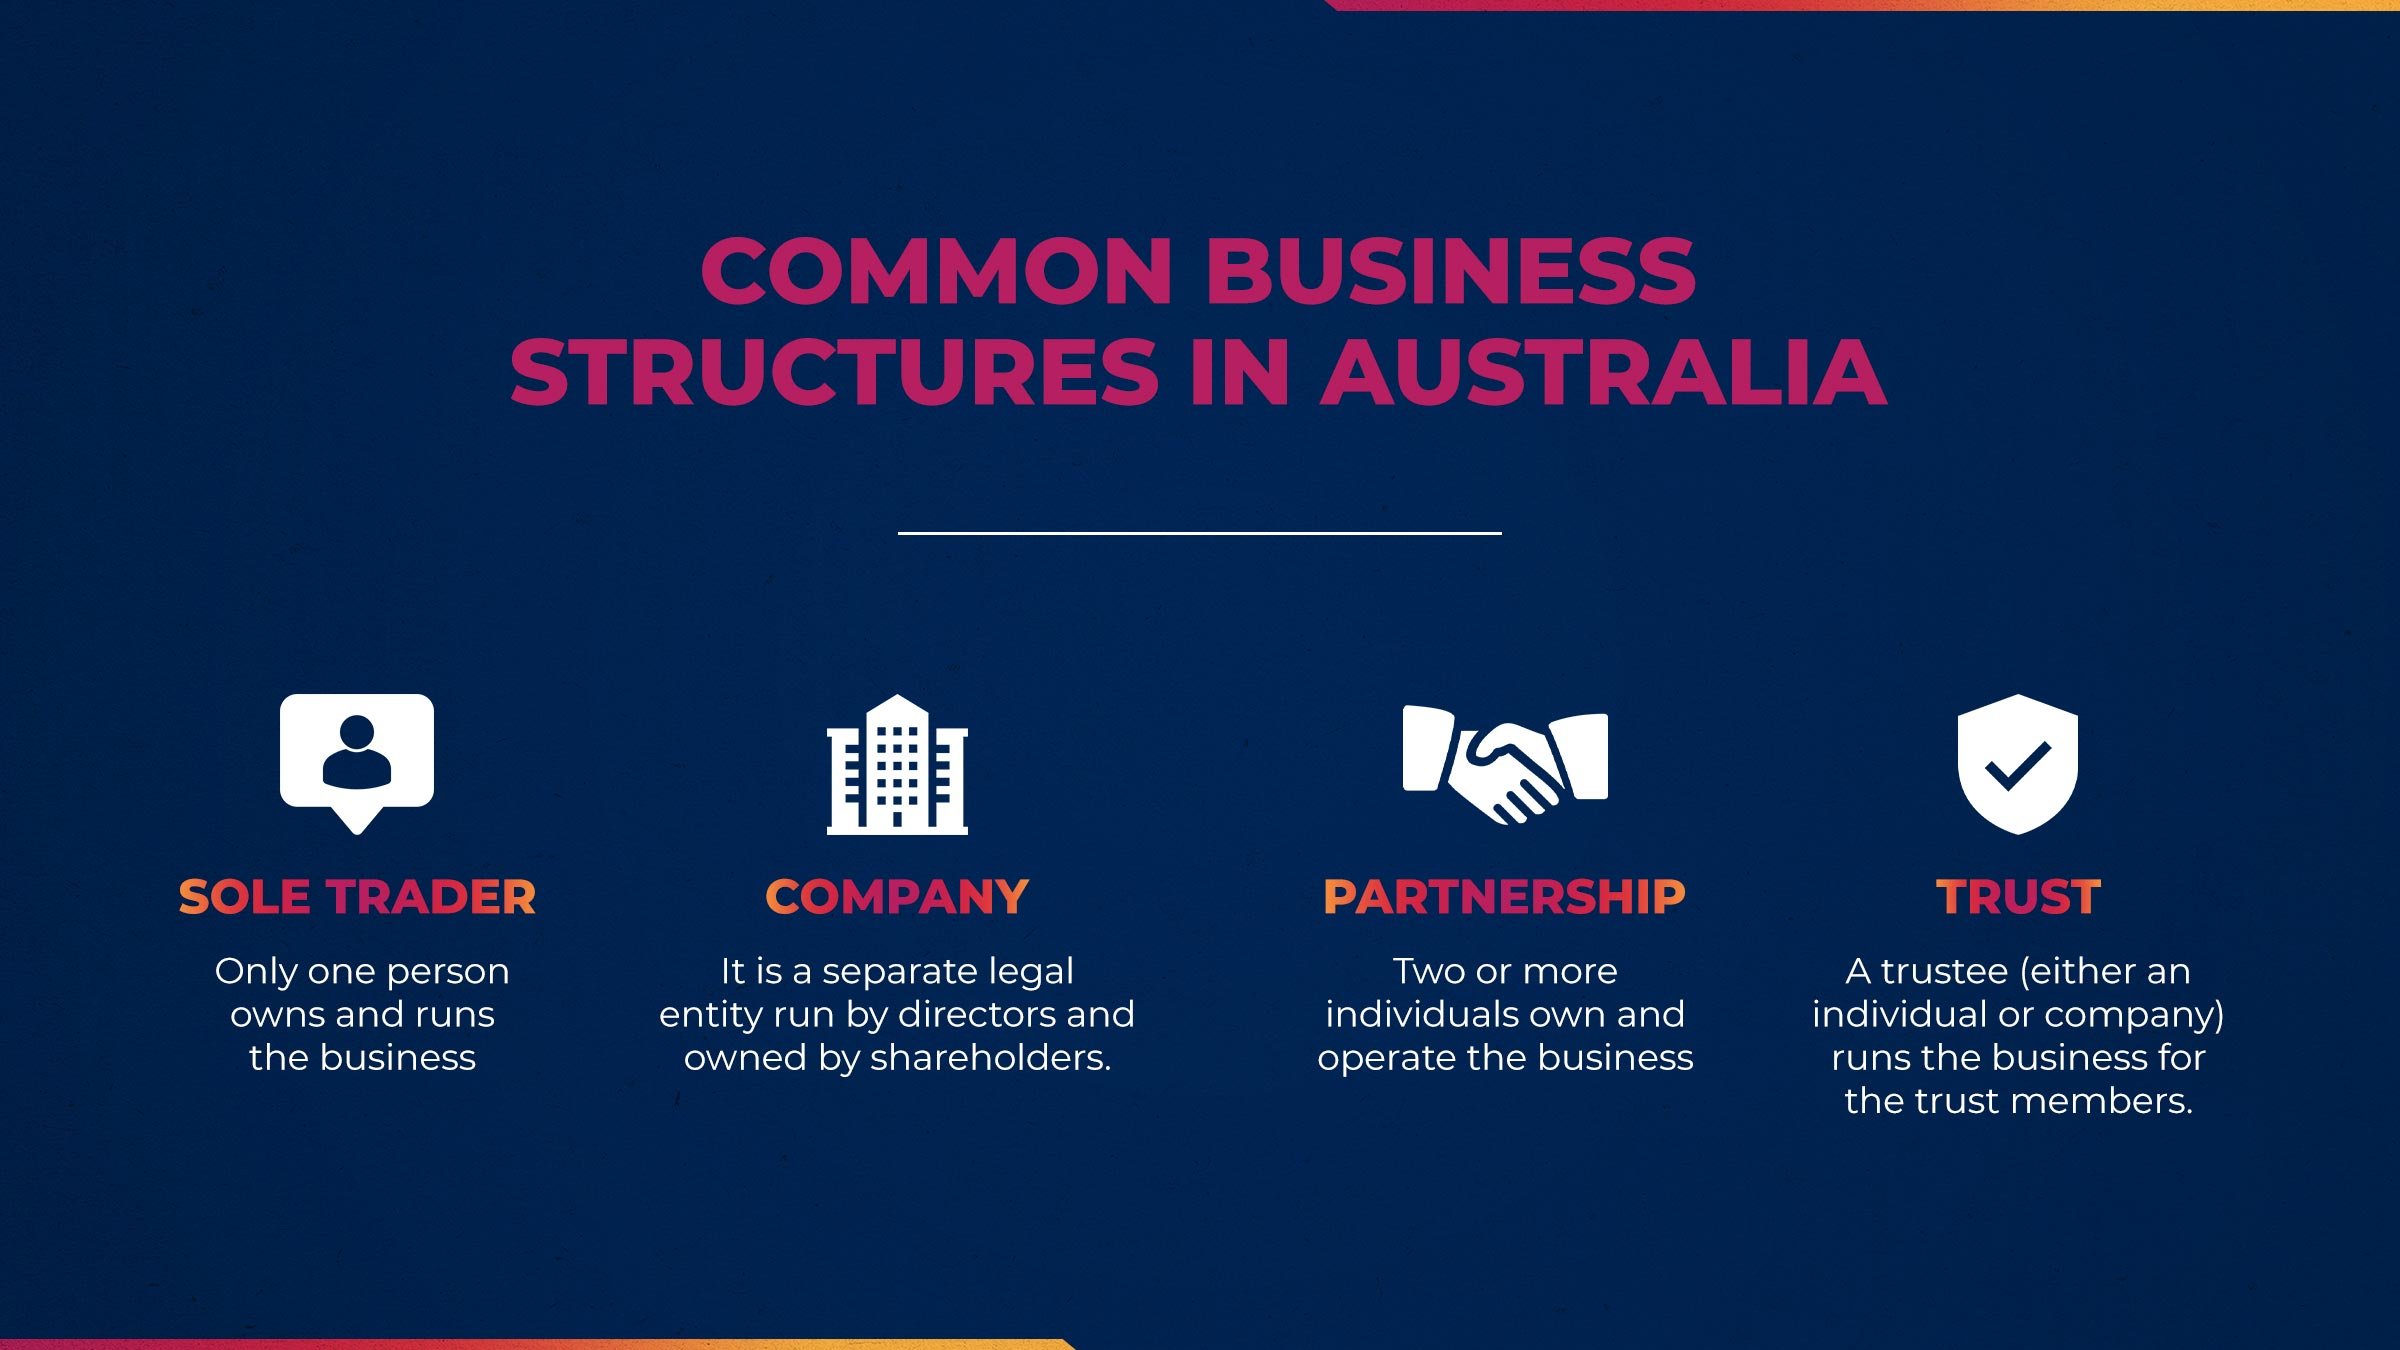 COMMON BUSINESS
STRUCTURES IN AUSTRALIA
SOLE TRADER
Only one person
owns and runs
the business
COMPANY
It is a separate legal
entity run by directors and
owned by shareholders.
PARTNERSHIP
Two or more
individuals own and
operate the business
TRUST
A trustee (either an
individual or company)
runs the business for
the trust members.